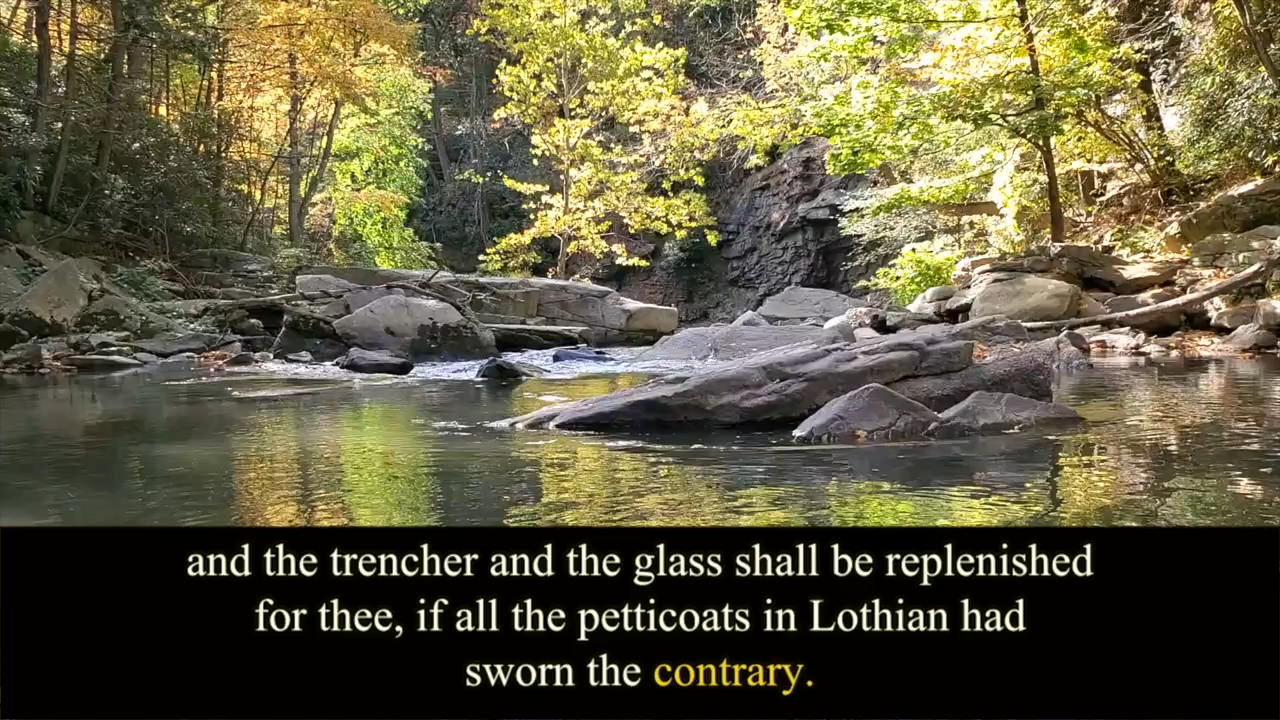 and the trencher and the glass shall be replenished
for thee, if all the petticoats in Lothian had
sworn the contrary.